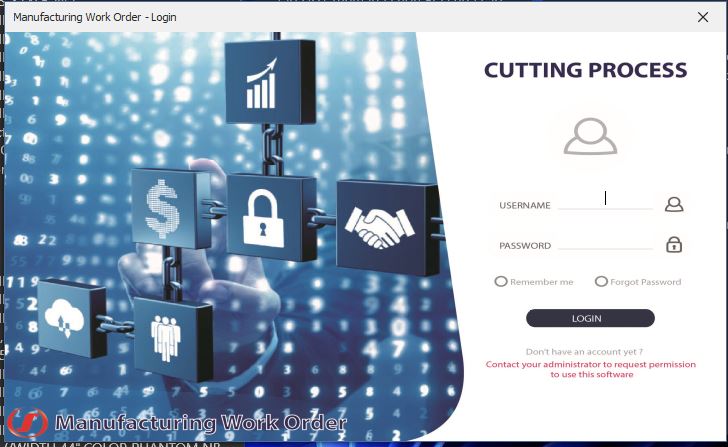 Manufacturing Work Order - Login
CUTTING PROCESS
USERNAME
PASSWORD
Remember me
Forgot Password
LOGIN
Don't have an account yet ?
Contact your administrator to request permission
to use this software
Manufacturing Work Order